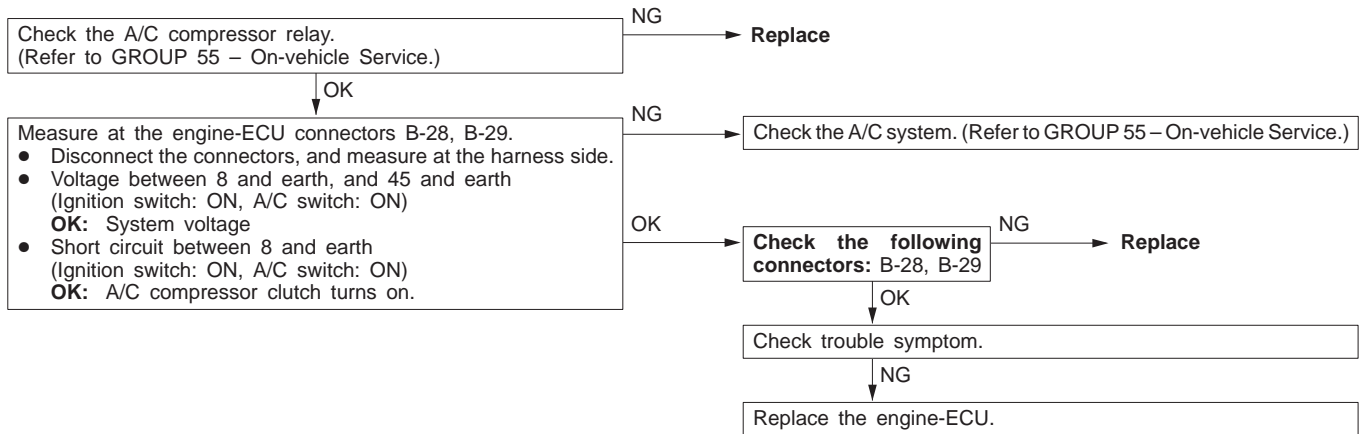 Check the A/C compressor relay.
(Refer to GROUP 55 – On-vehicle Service.)
NG
Replace
OK
Measure at the engine-ECU connectors B-28, B-29.
● Disconnect the connectors, and measure at the harness side.
● Voltage between 8 and earth, and 45 and earth
(Ignition switch: ON, A/C switch: ON)
OK: System voltage
● Short circuit between 8 and earth
(Ignition switch: ON, A/C switch: ON)
OK: A/C compressor clutch turns on.
NG
Check the A/C system. (Refer to GROUP 55 – On-vehicle Service.)
OK
Check the following
connectors: B-28, B-29
NG
Replace
OK
Check trouble symptom.
NG
Replace the engine-ECU.